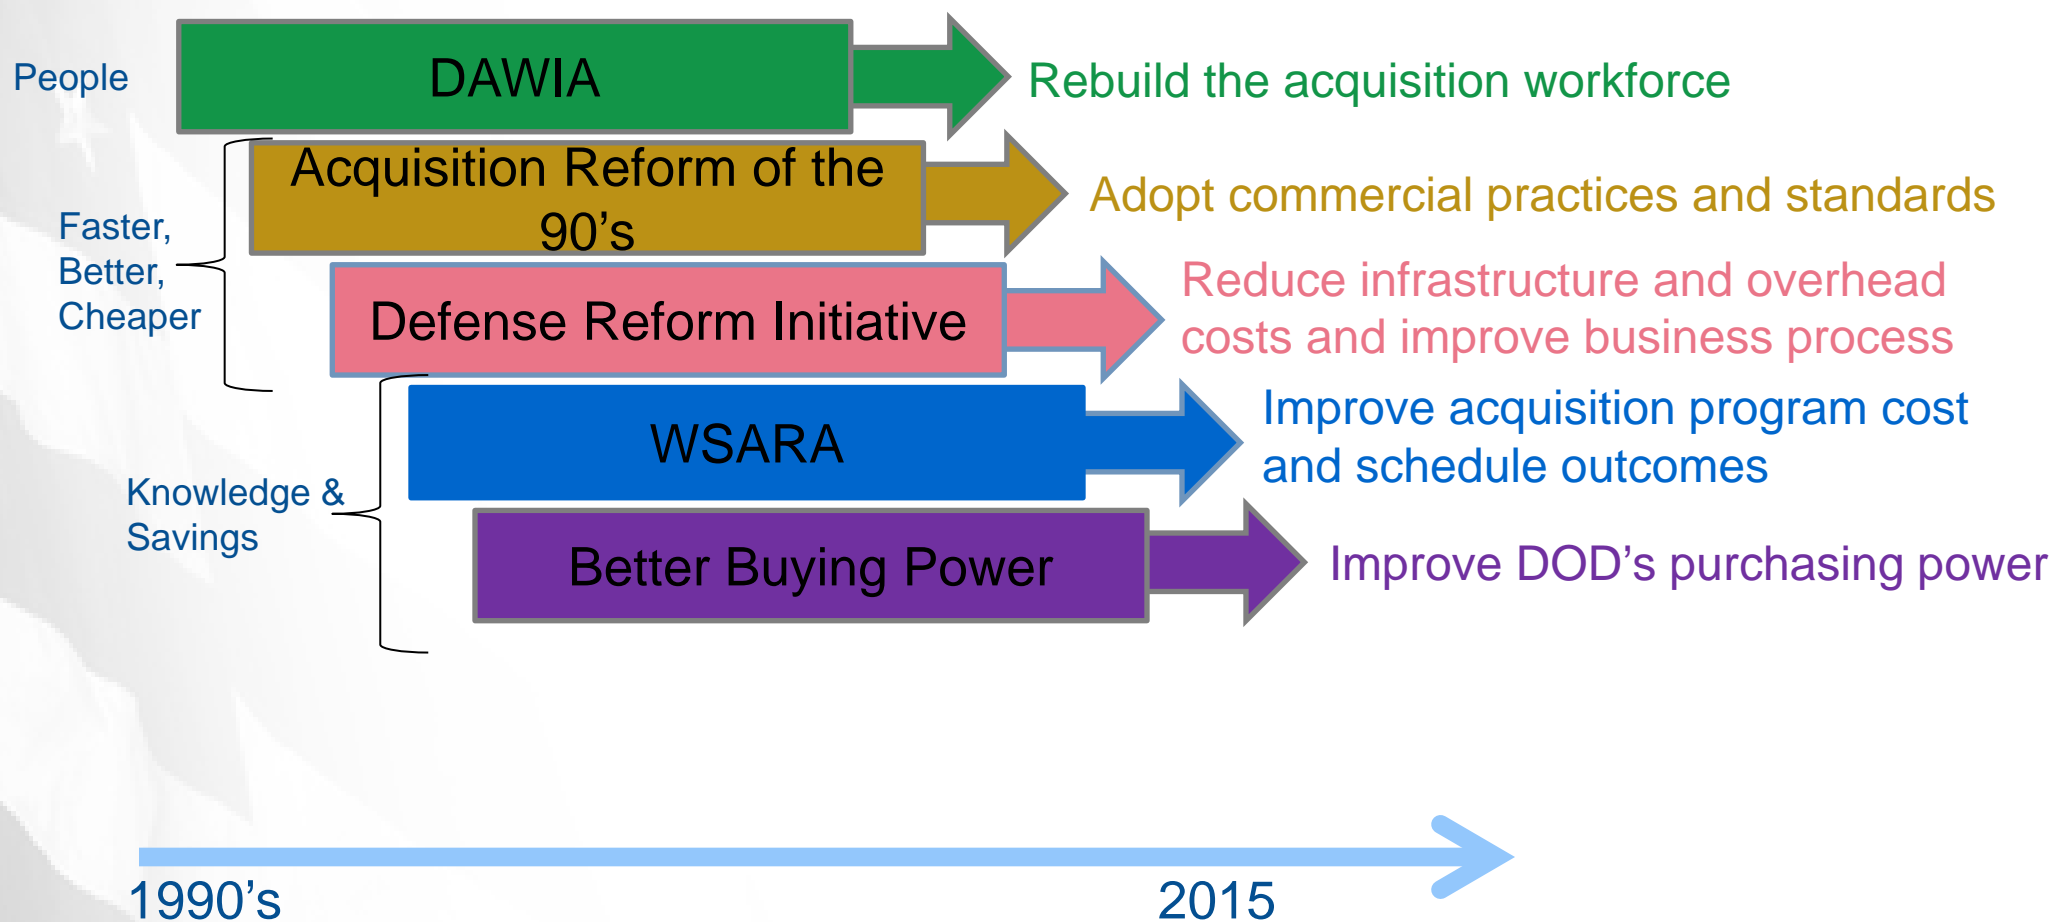 People
DAWIA
Rebuild the acquisition workforce
Faster,
Better,
Cheaper
Acquisition Reform of the
90’s
Adopt commercial practices and standards
Defense Reform Initiative
Reduce infrastructure and overhead
costs and improve business process
Knowledge &
Savings
WSARA
Improve acquisition program cost
and schedule outcomes
Better Buying Power
Improve DOD’s purchasing power
1990’s
2015